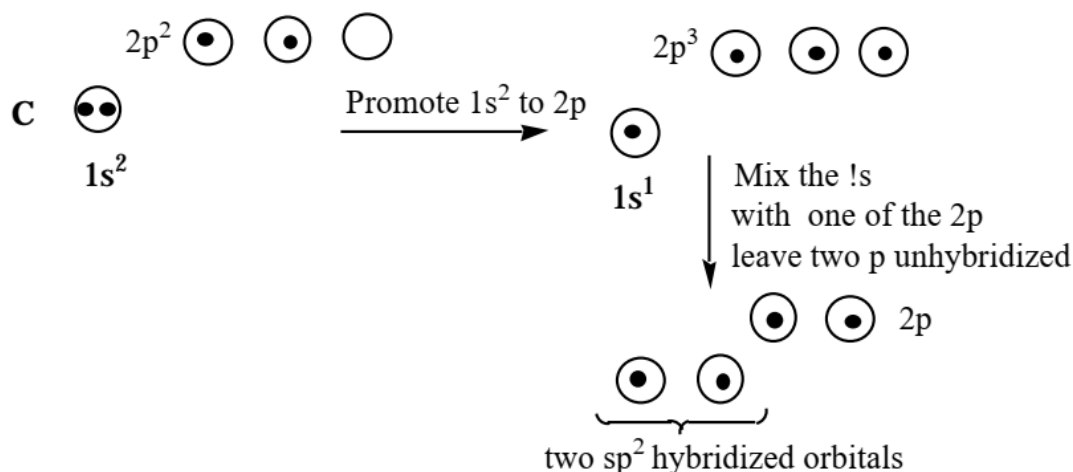 2p²
C
1s²
Promote 1s² to 2p
2p³
1s¹
Mix the !s
with one of the 2p
leave two p unhybridized
2p
two sp² hybridized orbitals